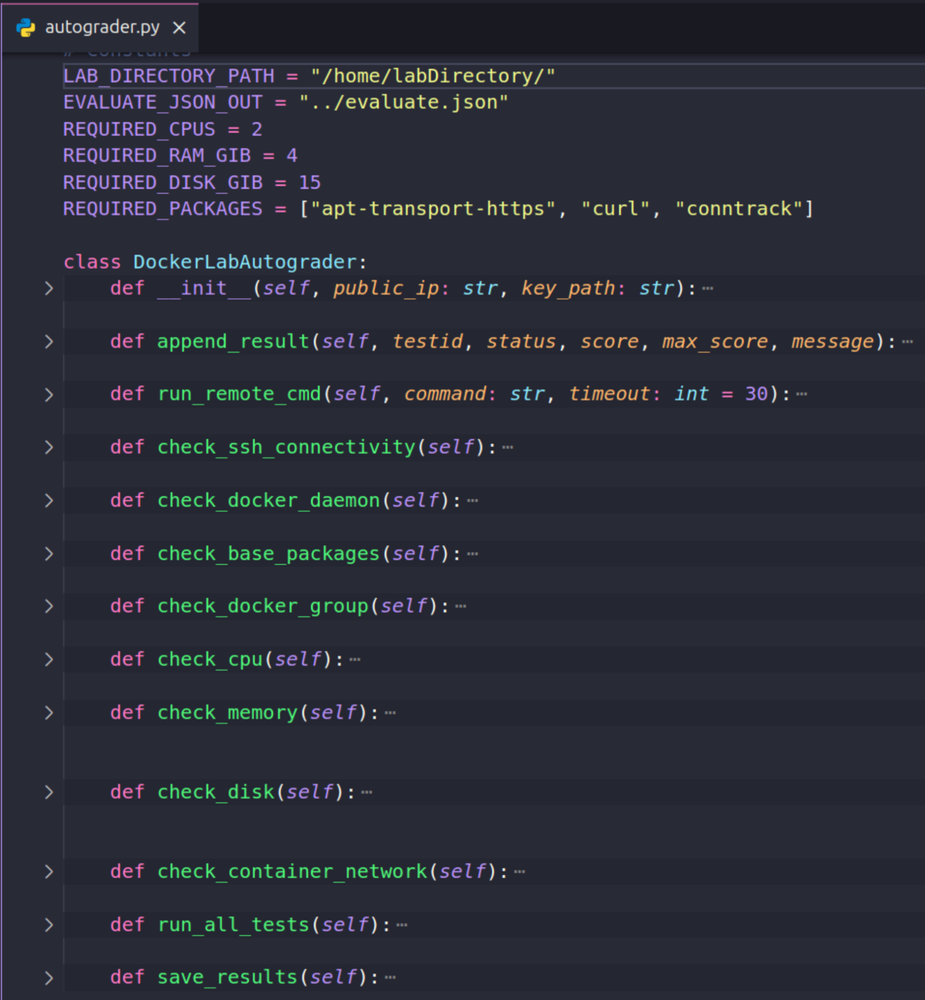 autograder.py
# Constants
LAB_DIRECTORY_PATH = "/home/labDirectory/"
EVALUATE_JSON_OUT = "../evaluate.json"
REQUIRED_CPUS = 2
REQUIRED_RAM_GIB = 4
REQUIRED_DISK_GIB = 15
REQUIRED_PACKAGES = ["apt-transport-https", "curl", "conntrack"]
class DockerLabAutograder:
def __init__(self, public_ip: str, key_path: str):…
def append_result(self, testid, status, score, max_score, message):…
def run_remote_cmd(self, command: str, timeout: int = 30):…
def check_ssh_connectivity(self):…
def check_docker_daemon(self):…
def check_base_packages(self):…
def check_docker_group(self):…
def check_cpu(self):…
def check_memory(self):…
def check_disk(self):…
def check_container_network(self):…
def run_all_tests(self):…
def save_results(self):…